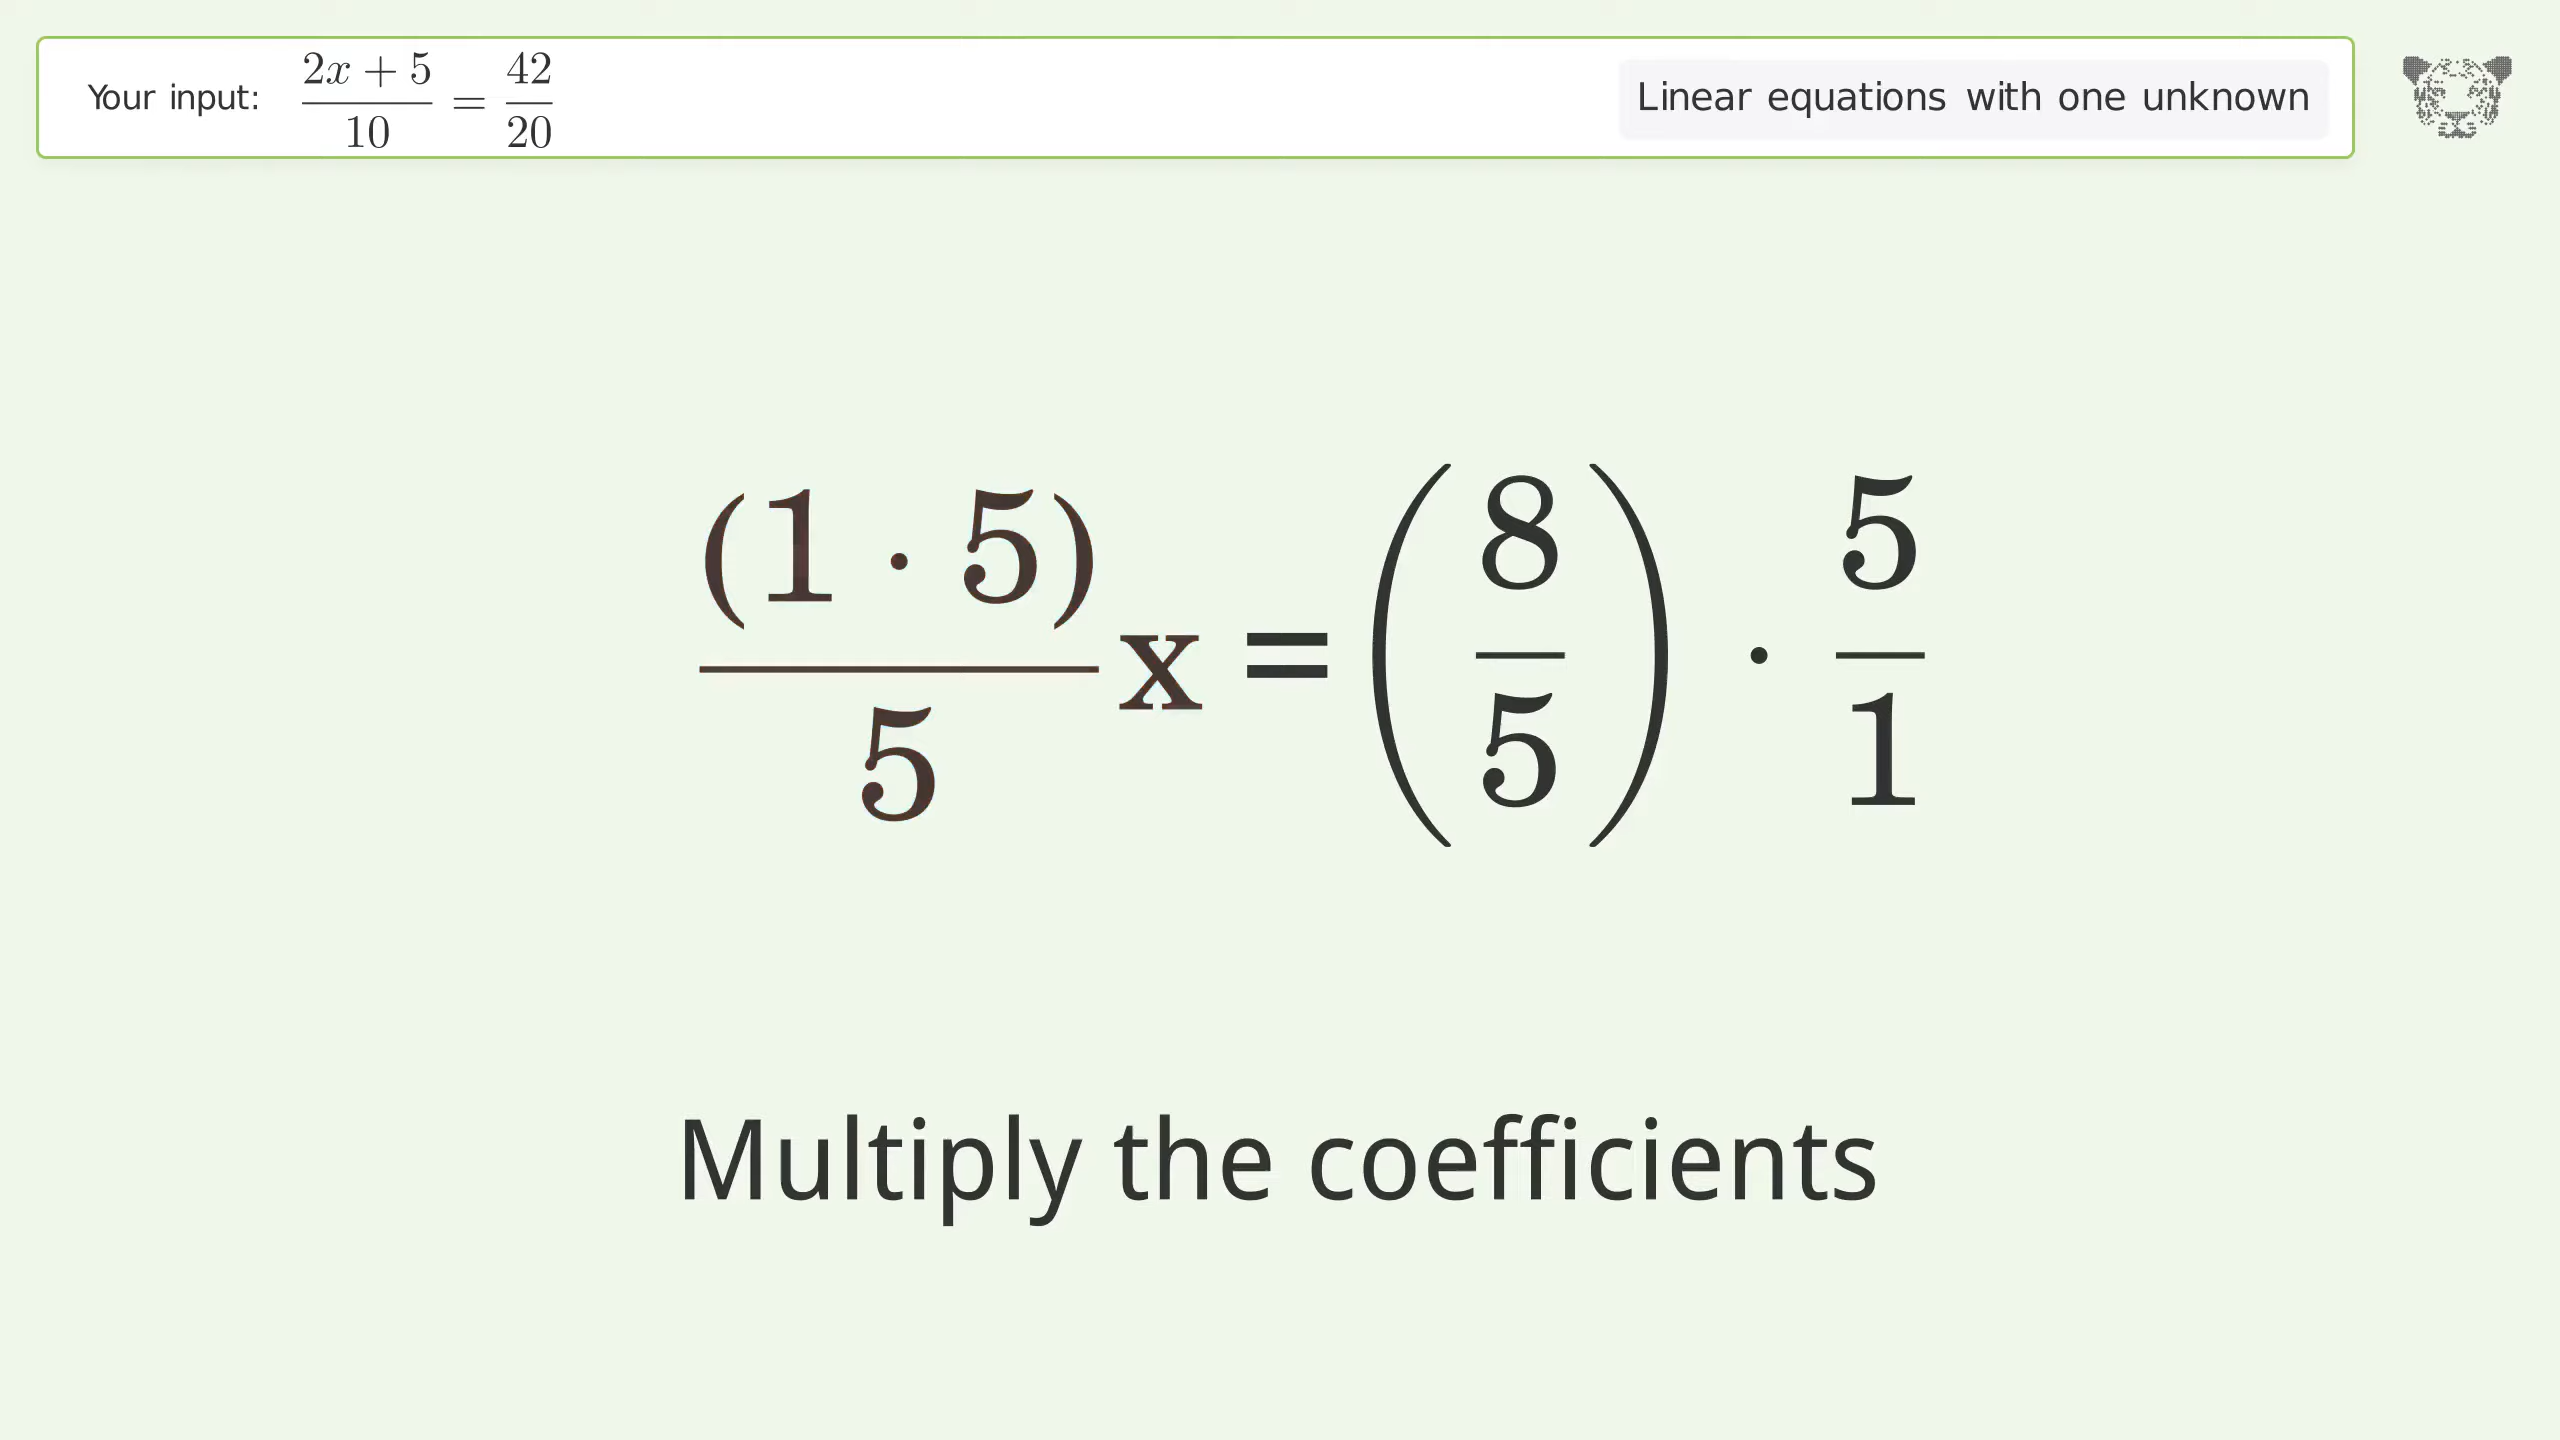 Your input: (2x + 5)/10 = 42/20
Linear equations with one unknown
(1 · 5)/5 x = (8/5) · 5/1
Multiply the coefficients